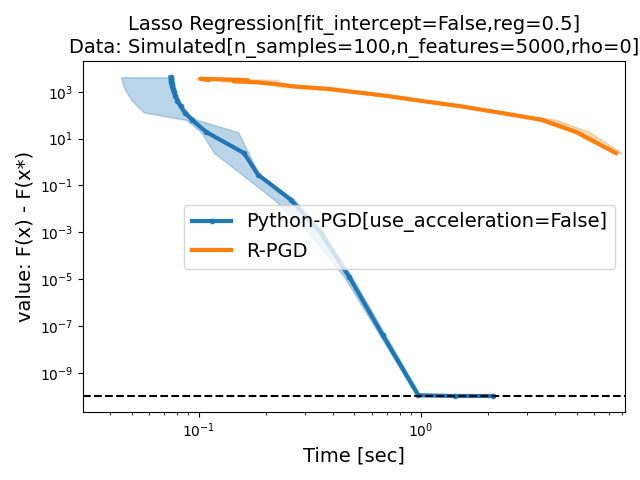 Lasso Regression[fit_intercept=False,reg=0.5]
Data: Simulated[n_samples=100,n_features=5000,rho=0]
value: F(x) - F(x*)
10³
10¹
10⁻¹
10⁻³
10⁻⁵
10⁻⁷
10⁻⁹
Python-PGD[use_acceleration=False]
R-PGD
10⁻¹ 10⁰
Time [sec]